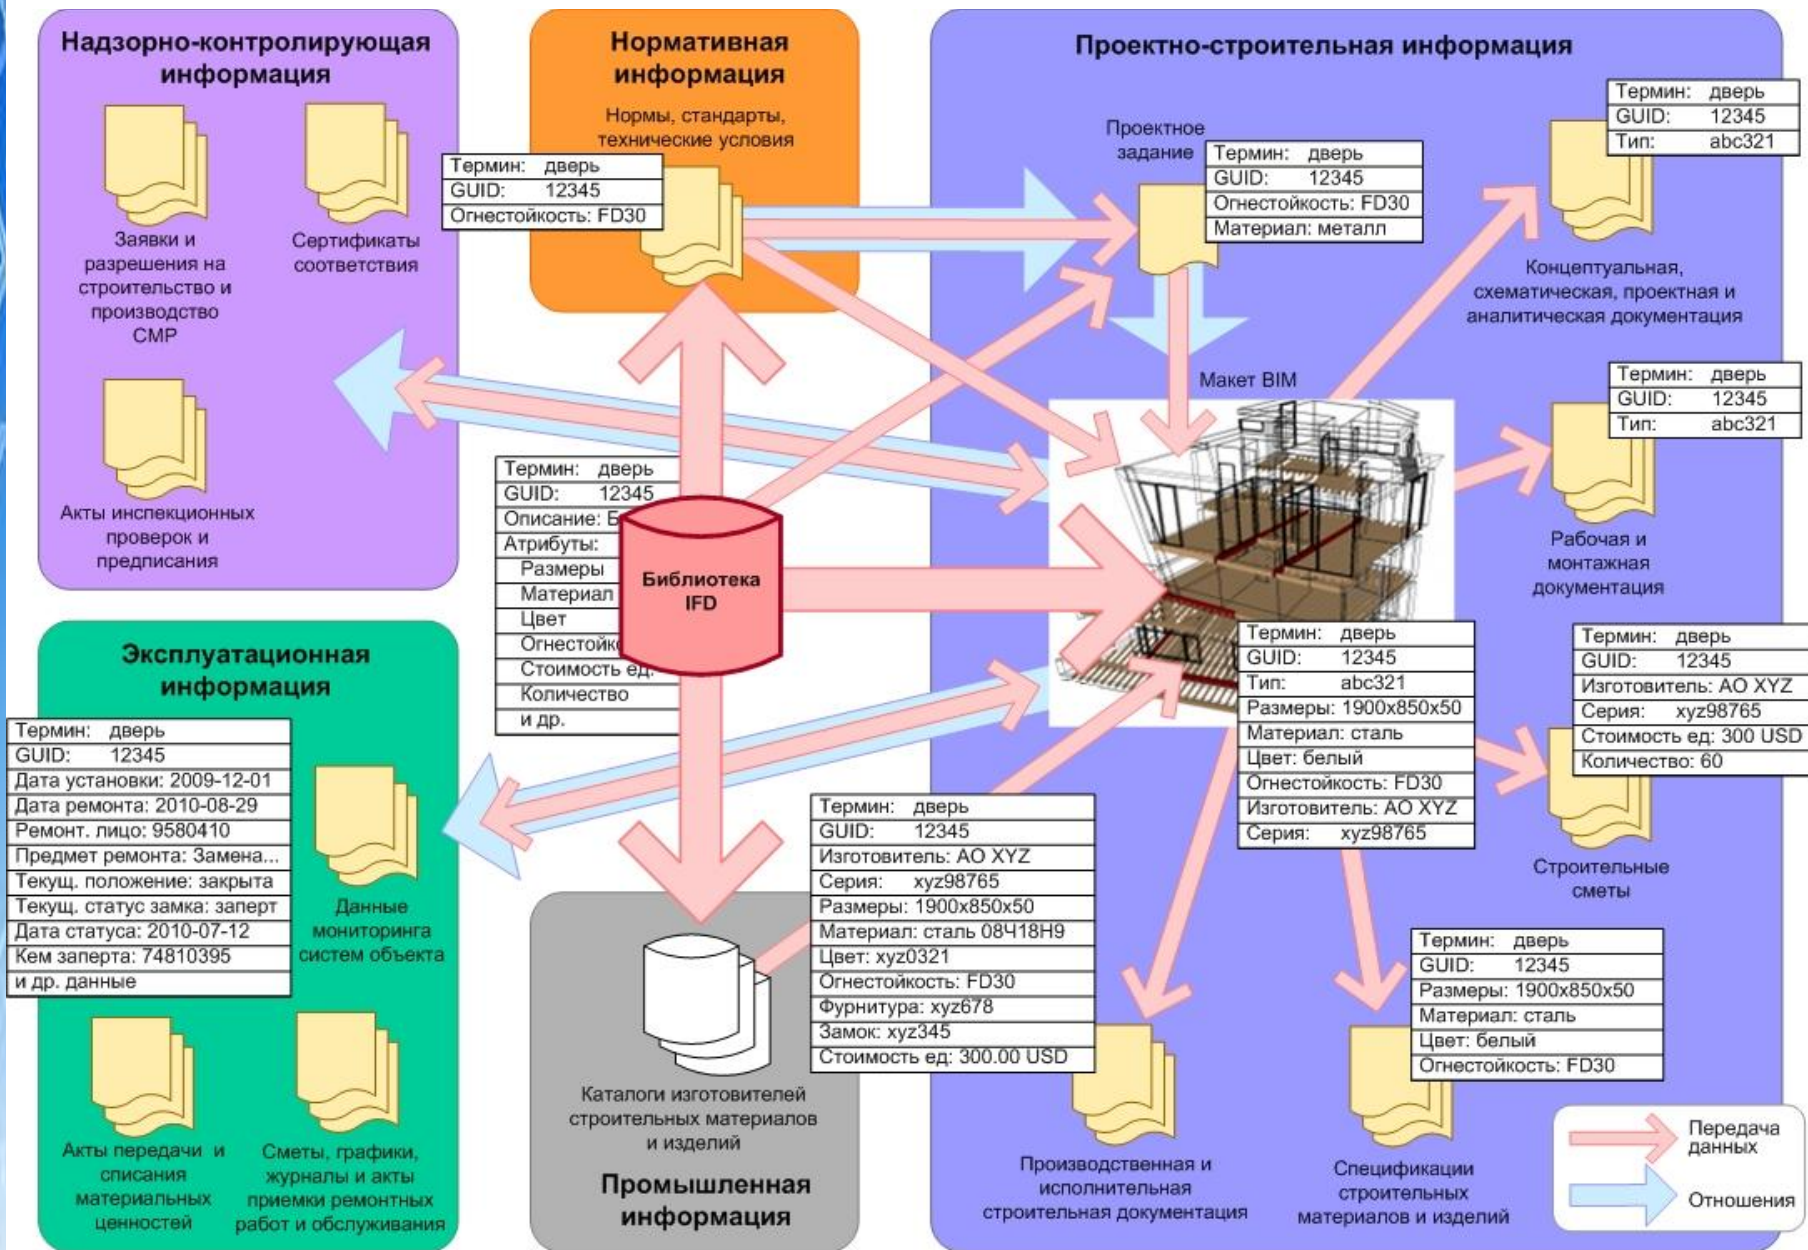 Надзорно-контролирующая
информация
Заявки и
разрешения на
строительство и
производство
СМР
Сертификаты
соответствия
Акты инспекционных
проверок и
предписания
Нормативная
информация
Нормы, стандарты,
технические условия
Термин: дверь
GUID: 12345
Огнестойкость: FD30
Проектно-строительная информация
Проектное
задание
Термин: дверь
GUID: 12345
Огнестойкость: FD30
Материал: металл
Термин: дверь
GUID: 12345
Тип: abc321
Концептуальная,
схематическая, проектная и
аналитическая документация
Макет BIM
Термин: дверь
GUID: 12345
Тип: abc321
Рабочая и
монтажная
документация
Термин: дверь
GUID: 12345
Описание:
Атрибуты:
Размеры
Материал
Цвет
Стоимость ед.
Количество
и др.
Библиотека
IFD
Термин: дверь
GUID: 12345
Тип: abc321
Размеры: 1900x850x50
Материал: сталь
Цвет: белый
Огнестойкость: FD30
Изготовитель: АО XYZ
Серия: xyz98765
Термин: дверь
GUID: 12345
Изготовитель: АО XYZ
Серия: xyz98765
Стоимость ед: 300 USD
Количество: 60
Строительные
сметы
Эксплуатационная
информация
Термин: дверь
GUID: 12345
Дата установки: 2009-12-01
Дата ремонта: 2010-08-29
Ремонт. лицо: 9580410
Предмет ремонта: Замена...
Текущ. положение: закрыта
Текущ. статус замка: заперт
Дата статуса: 2010-07-12
Кем заперта: 74810395
и др. данные
Данные
мониторинга
систем объекта
Акты передачи и
списания
материальных
ценностей
Сметы, графики,
журналы и акты
приемки ремонтных
работ и обслуживания
Термин: дверь
GUID: 12345
Изготовитель: АО XYZ
Серия: xyz98765
Размеры: 1900x850x50
Материал: сталь 08Ч18Н9
Цвет: xyz0321
Огнестойкость: FD30
Фурнитура: xyz678
Замок: xyz345
Стоимость ед: 300.00 USD
Каталоги изготовителей
строительных материалов
и изделий
Промышленная
информация
Производственная и
исполнительная
строительная документация
Термин: дверь
GUID: 12345
Размеры: 1900x850x50
Материал: сталь
Цвет: белый
Огнестойкость: FD30
Спецификации
строительных
материалов и изделий
Передача
данных
Отношения